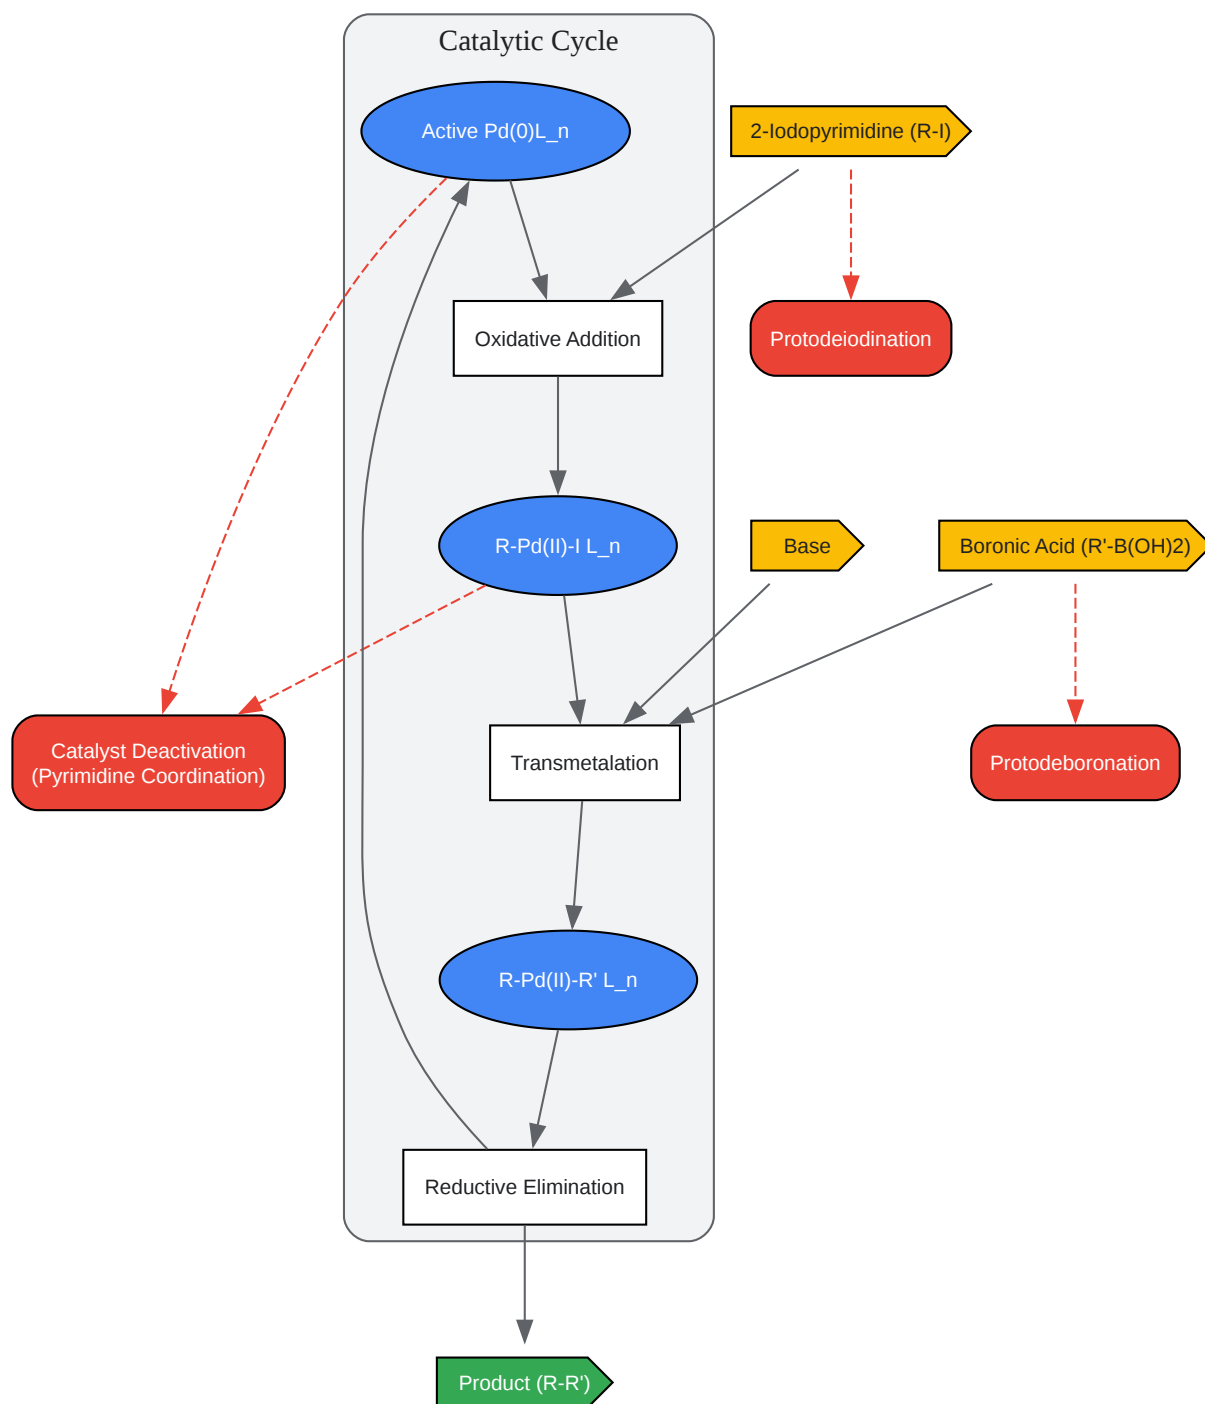 Catalytic Cycle
Active Pd(0)L_n
2-Iodopyrimidine (R-I)
Oxidative Addition
Protodeiodination
R-Pd(II)-I L_n
Base
Boronic Acid (R'-B(OH)2)
Catalyst Deactivation
(Pyrimidine Coordination)
Transmetalation
Protodeboronation
R-Pd(II)-R' L_n
Reductive Elimination
Product (R-R')